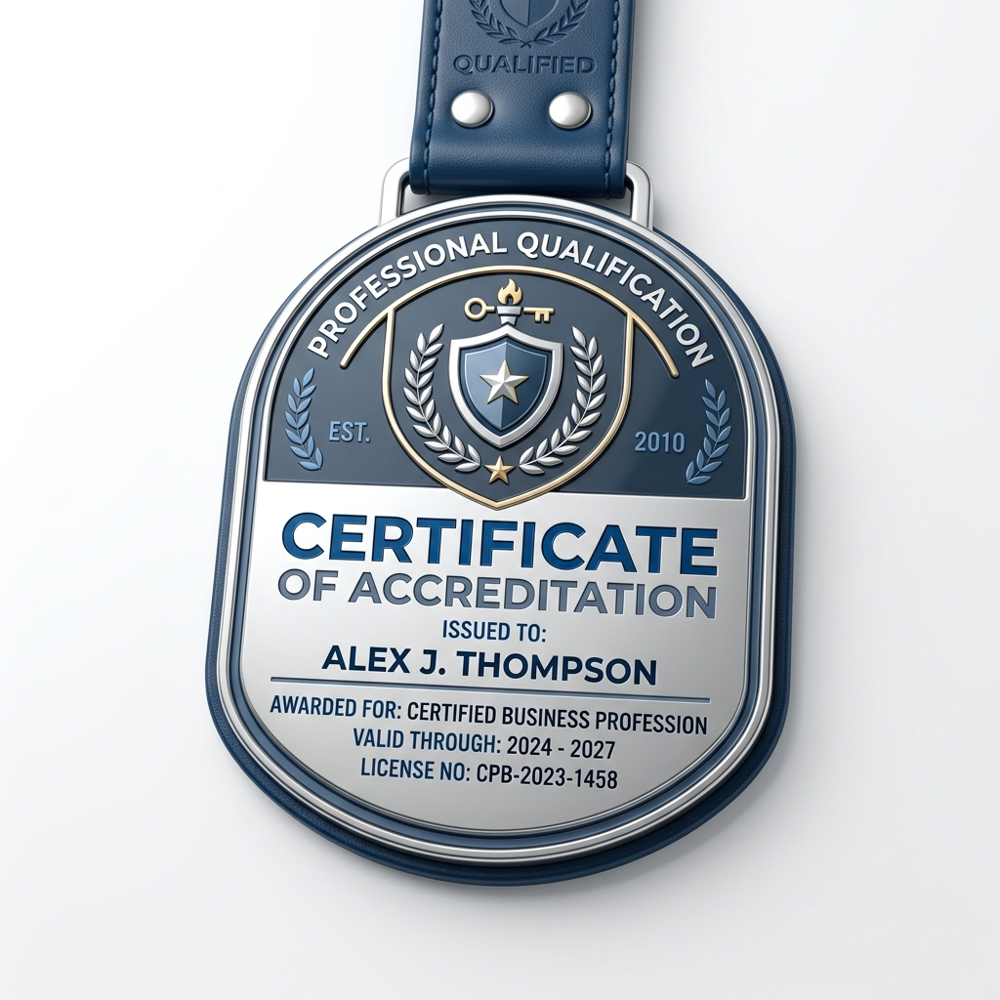 QUALIFIED
PROFESSIONAL QUALIFICATION
EST. 2010
CERTIFICATE
OF ACCREDITATION
ISSUED TO:
ALEX J. THOMPSON
AWARDED FOR: CERTIFIED BUSINESS PROFESSION
VALID THROUGH: 2024 - 2027
LICENSE NO: CPB-2023-1458